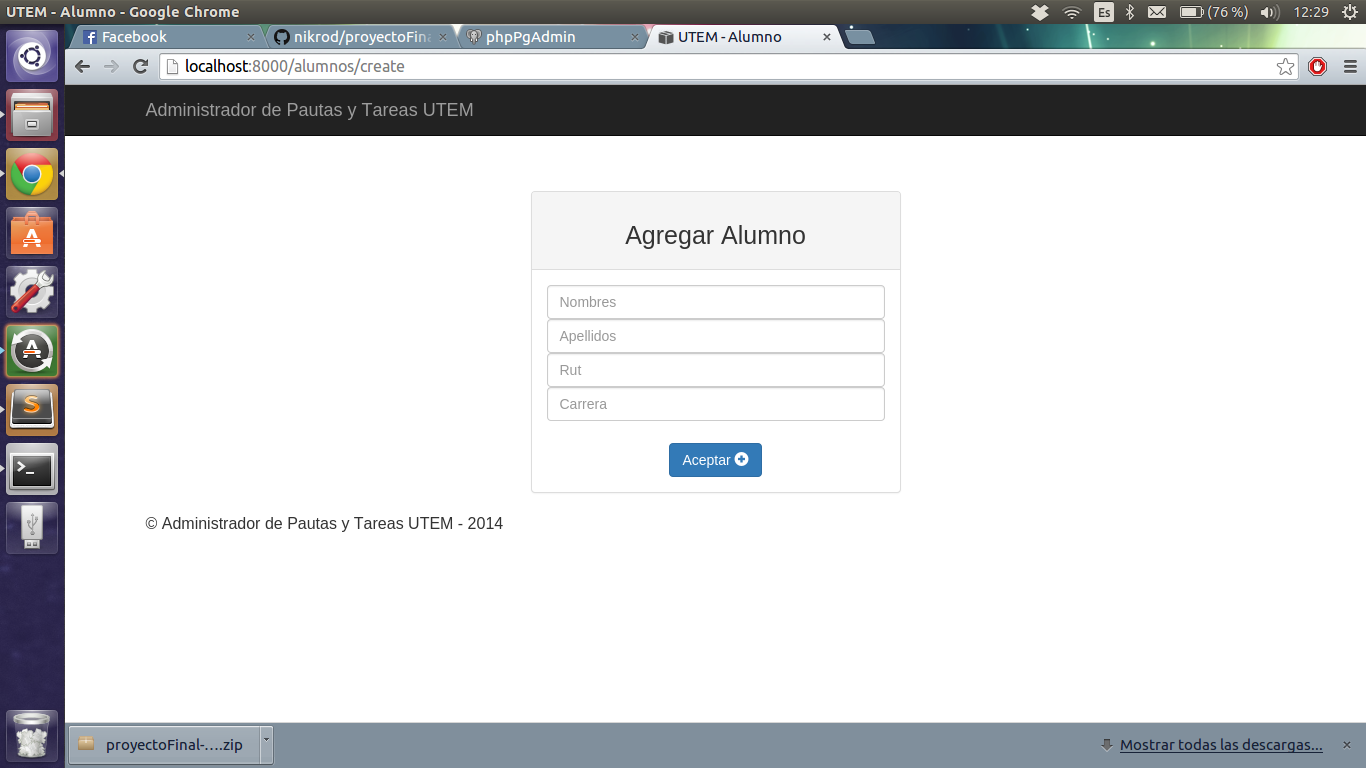 UTEM - Alumno - Google Chrome
Es
(76 %)
12:29
Facebook
nikrod/proyectoFina
phpPgAdmin
UTEM - Alumno
localhost:8000/alumnos/create
Administrador de Pautas y Tareas UTEM
Agregar Alumno
Nombres
Apellidos
Rut
Carrera
Aceptar
© Administrador de Pautas y Tareas UTEM - 2014
proyectoFinal-....zip
Mostrar todas las descargas...